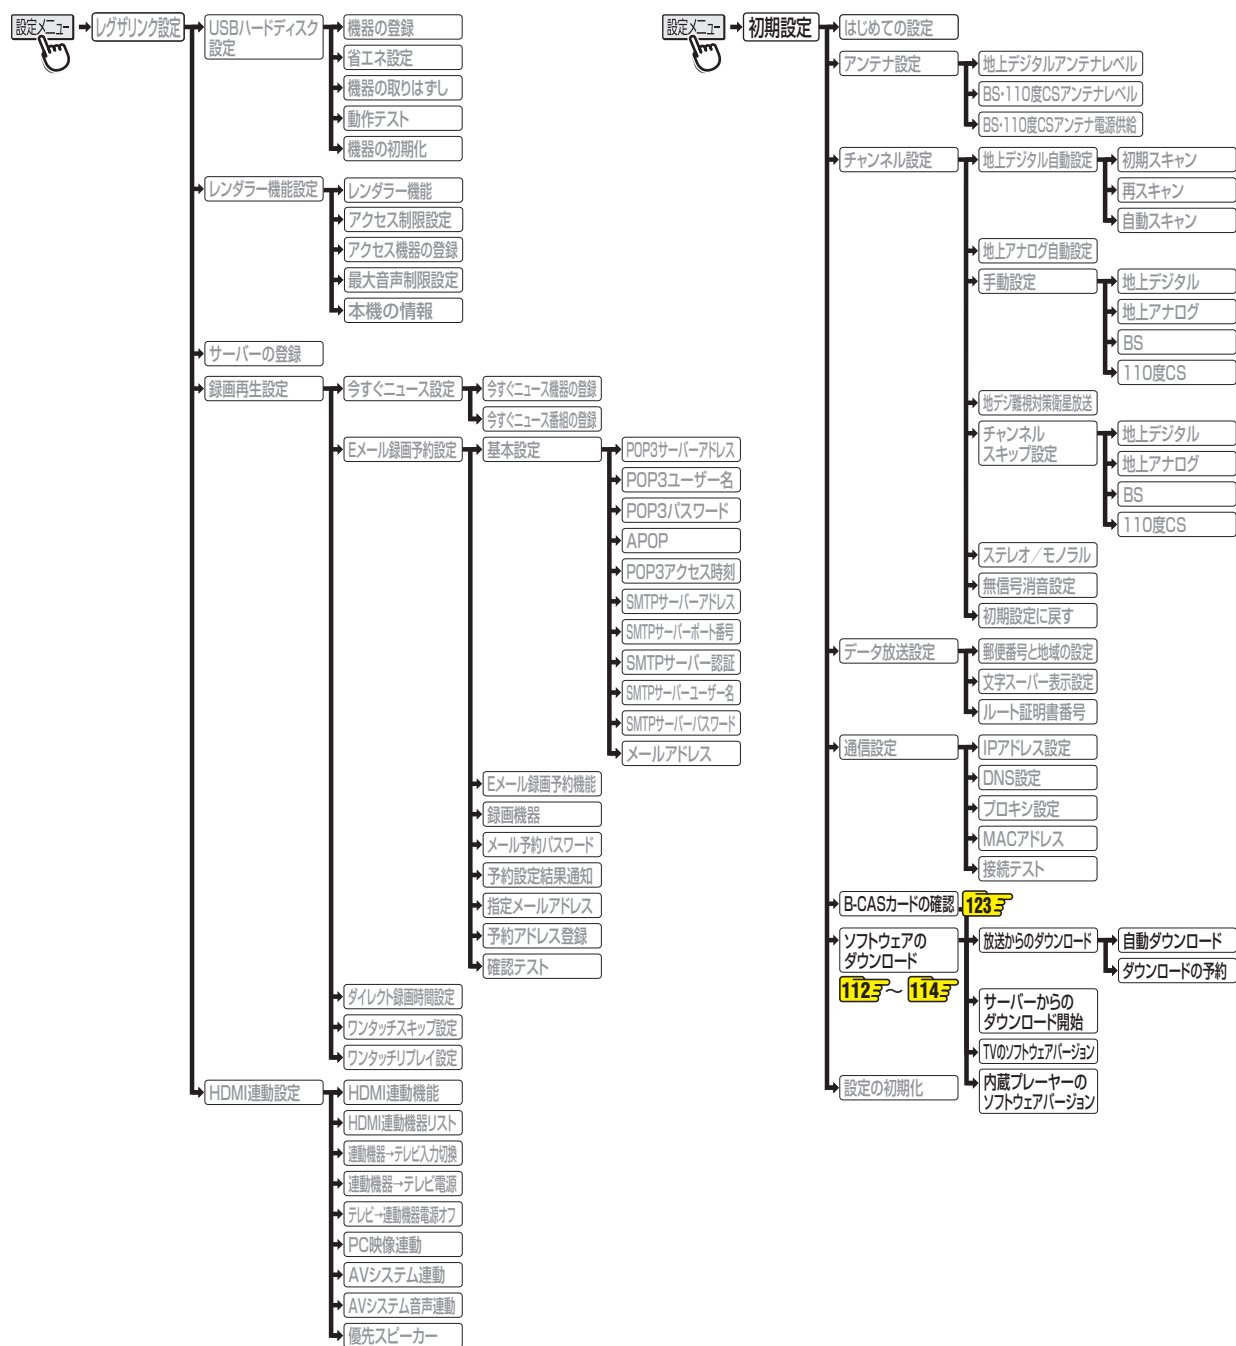 設定メニュー
レグザリンク設定
USBハードディスク
設定
機器の登録
省エネ設定
機器の取りはずし
動作テスト
機器の初期化
レンダラー機能設定
レンダラー機能
アクセス制限設定
アクセス機器の登録
最大音声制限設定
本機の情報
サーバーの登録
録画再生設定
今すぐニュース設定
今すぐニュース機器の登録
今すぐニュース番組の登録
Eメール録画予約設定
基本設定
POP3サーバーアドレス
POP3ユーザー名
POP3パスワード
APOP
POP3アクセス時刻
SMTPサーバーアドレス
SMTPサーバーポート番号
SMTPサーバー認証
SMTPサーバーユーザー名
SMTPサーバーパスワード
メールアドレス
Eメール録画予約機能
録画機器
メール予約パスワード
予約設定結果通知
指定メールアドレス
予約アドレス登録
確認テスト
ダイレクト録画時間設定
ワンタッチスキップ設定
ワンタッチリプレイ設定
HDMI連動設定
HDMI連動機能
HDMI連動機器リスト
連動機器→テレビ入力切換
連動機器→テレビ電源
テレビ→連動機器電源オフ
PC映像連動
AVシステム連動
AVシステム音声連動
優先スピーカー
設定メニュー
初期設定
はじめての設定
アンテナ設定
地上デジタルアンテナレベル
BS・110度CSアンテナレベル
BS・110度CSアンテナ電源供給
チャンネル設定
地上デジタル自動設定
初期スキャン
再スキャン
自動スキャン
地上アナログ自動設定
手動設定
地上デジタル
地上アナログ
BS
110度CS
地デジ難視対策衛星放送
チャンネル
スキップ設定
地上デジタル
地上アナログ
BS
110度CS
ステレオ／モノラル
無信号消音設定
初期設定に戻す
データ放送設定
郵便番号と地域の設定
文字スーパー表示設定
ルート証明書番号
通信設定
IPアドレス設定
DNS設定
プロキシ設定
MACアドレス
接続テスト
B-CASカードの確認 123
ソフトウェアの
ダウンロード
112～114
放送からのダウンロード
自動ダウンロード
ダウンロードの予約
サーバーからの
ダウンロード開始
TVのソフトウェアバージョン
内蔵プレーヤーの
ソフトウェアバージョン
設定の初期化